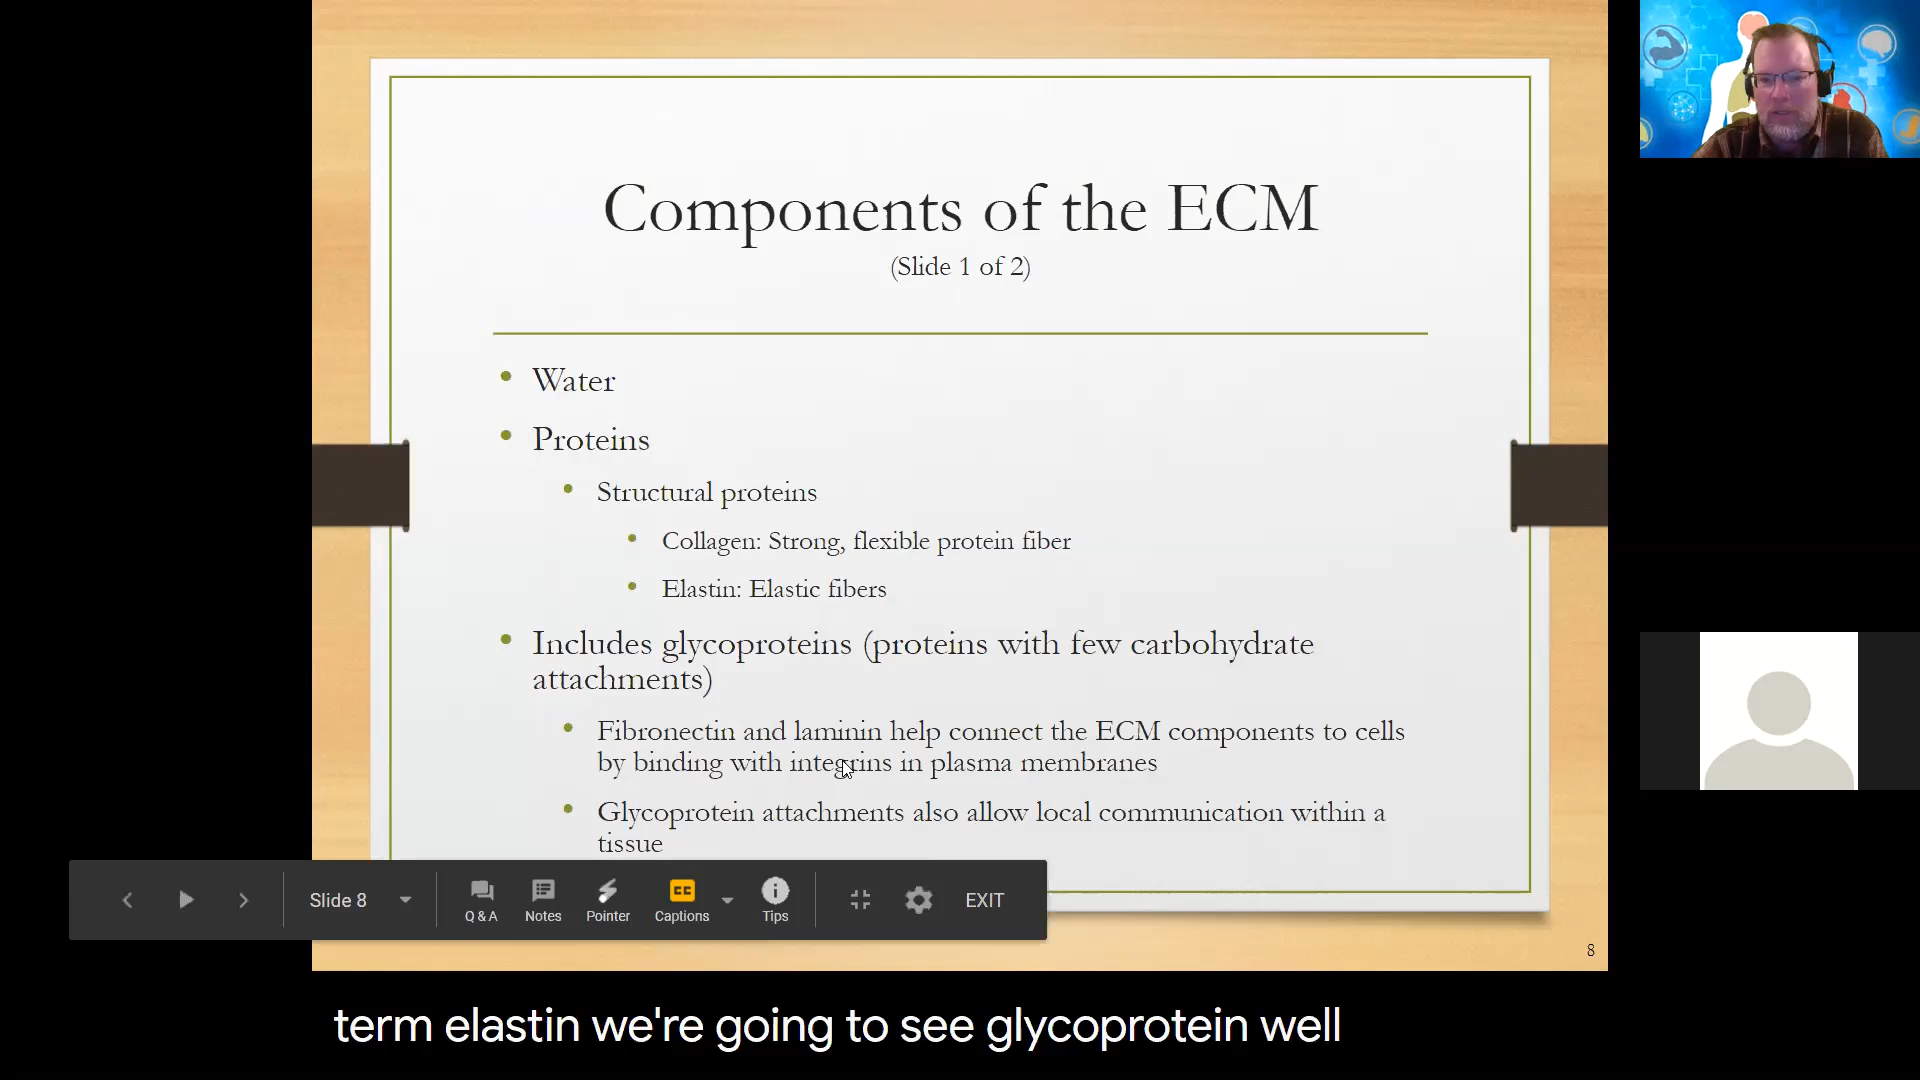 Components of the ECM
(Slide 1 of 2)
Water
Proteins
Structural proteins
Collagen: Strong, flexible protein fiber
Elastin: Elastic fibers
Includes glycoproteins (proteins with few carbohydrate
attachments)
Fibronectin and laminin help connect the ECM components to cells
by binding with integrins in plasma membranes
Glycoprotein attachments also allow local communication within a
tissue
Slide 8
Q & A
Notes
Pointer
CC
Captions
Tips
EXIT
8
term elastin we're going to see glycoprotein well